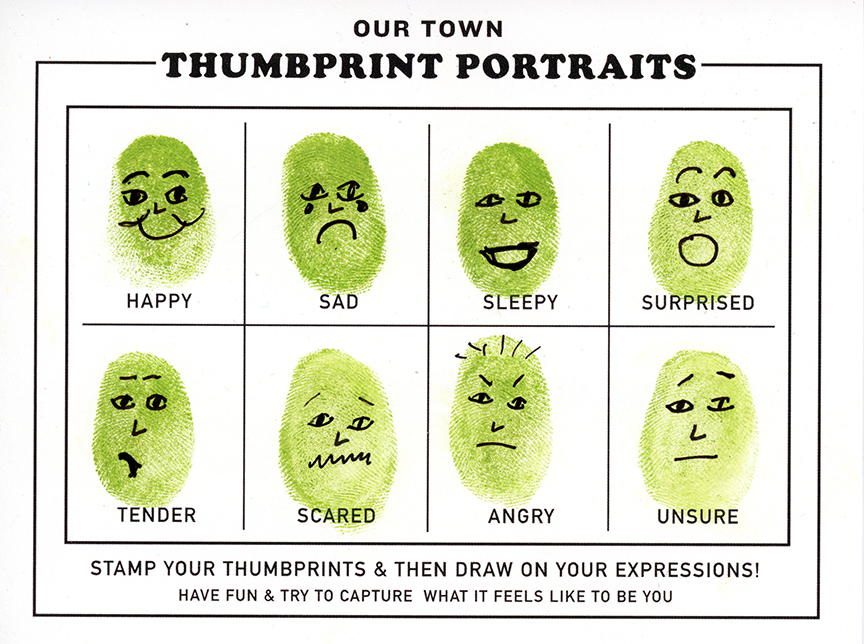 OUR TOWN
THUMBPRINT PORTRAITS
HAPPY
SAD
SLEEPY
SURPRISED
TENDER
SCARED
ANGRY
UNSURE
STAMP YOUR THUMBPRINTS & THEN DRAW ON YOUR EXPRESSIONS!
HAVE FUN & TRY TO CAPTURE WHAT IT FEELS LIKE TO BE YOU